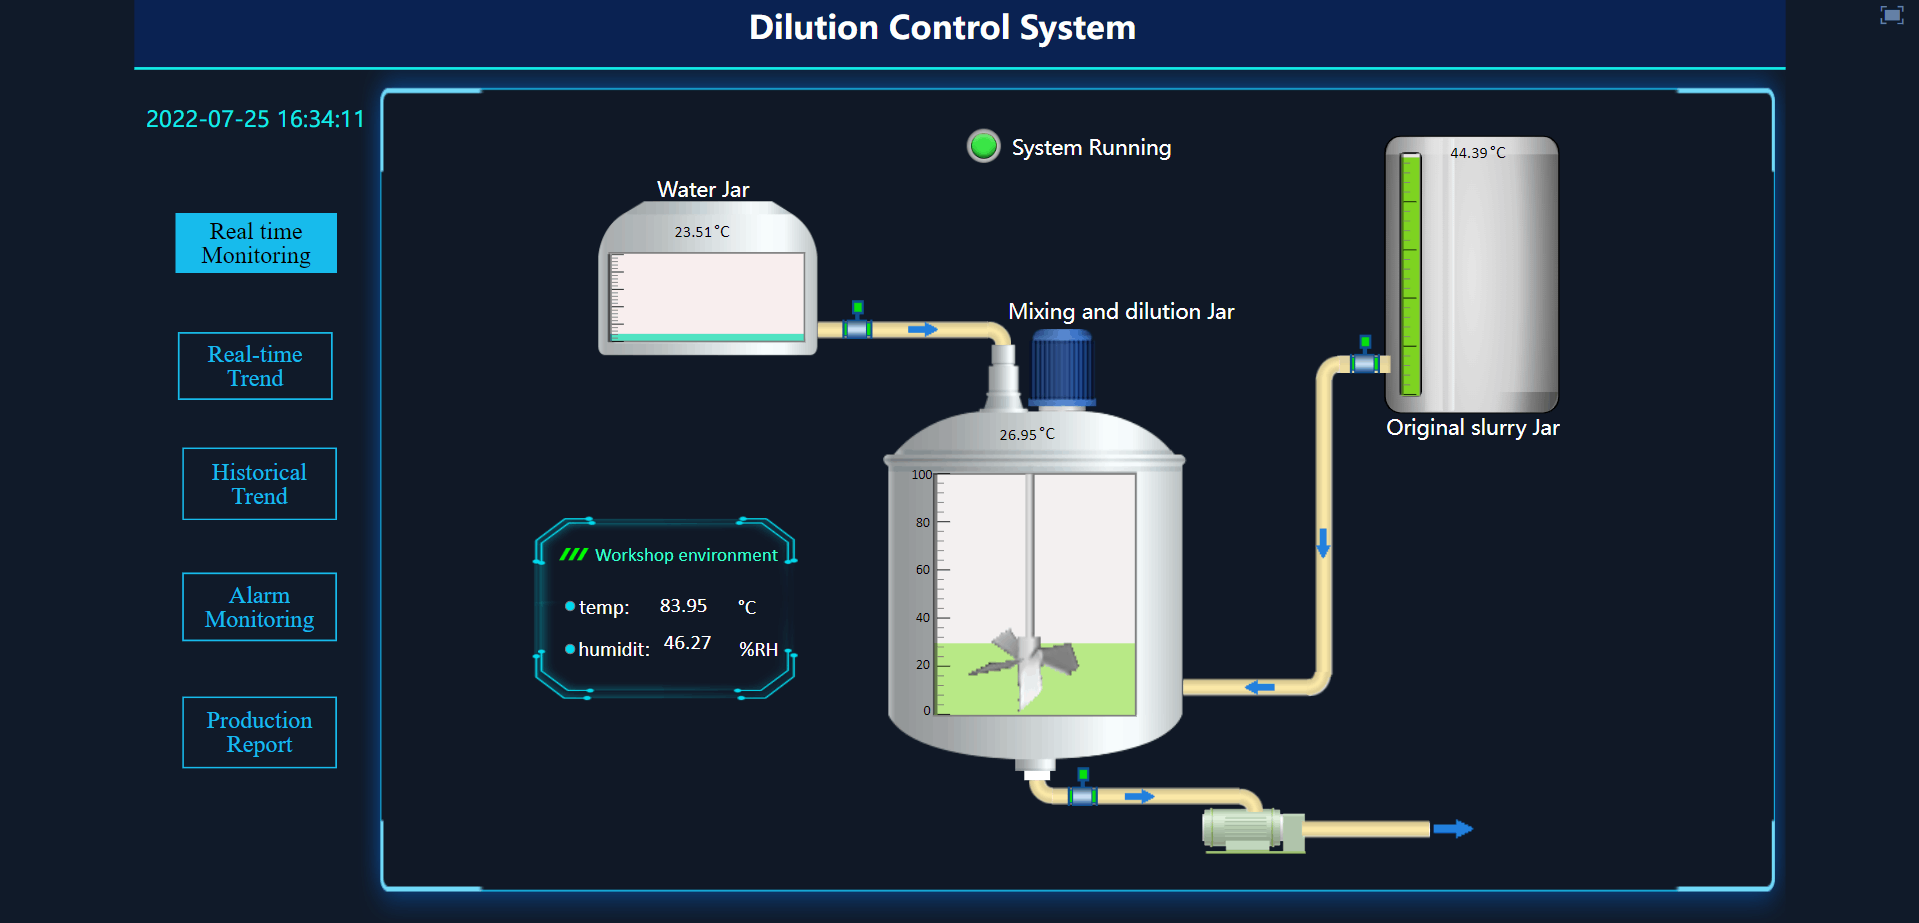 Dilution Control System
2022-07-25 16:34:11
System Running
44.39°C
Water Jar
23.51°C
Real time
Monitoring
Mixing and dilution Jar
Real-time
Trend
Original slurry Jar
26.95°C
Historical
Trend
100
80
60
40
20
0
Workshop environment
temp: 83.95 °C
humidit: 46.27 %RH
Alarm
Monitoring
Production
Report